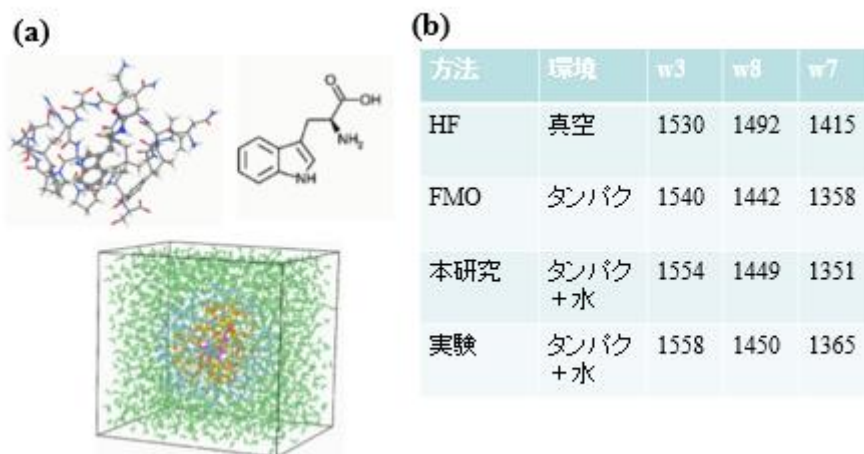 (a)
O
OH
NH₂
NH
(b)
方法 環境 w3 w8 w7
HF 真空 1530 1492 1415
FMO タンパク 1540 1442 1358
本研究 タンパク 1554 1449 1351
＋水
実験 タンパク 1558 1450 1365
＋水